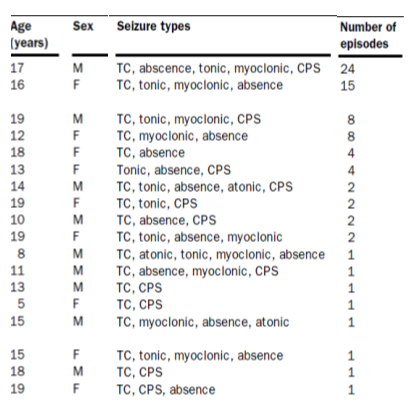 Age Sex Seizure types Number of
(years) episodes
17 M TC, abscence, tonic, myoclonic, CPS 24
16 F TC, tonic, myoclonic, absence 15
19 M TC, tonic, myoclonic, CPS 8
12 F TC, myoclonic, absence 8
18 F TC, absence 4
13 F Tonic, absence, CPS 4
14 M TC, tonic, absence, atonic, CPS 2
19 F TC, tonic, CPS 2
10 M TC, absence, CPS 2
19 F TC, tonic, absence, myoclonic 2
8 M TC, atonic, tonic, myoclonic, absence 1
11 M TC, absence, myoclonic, CPS 1
13 M TC, CPS 1
5 F TC, CPS 1
15 M TC, myoclonic, absence, atonic 1
15 F TC, tonic, myoclonic, absence 1
18 M TC, CPS 1
19 F TC, CPS, absence 1